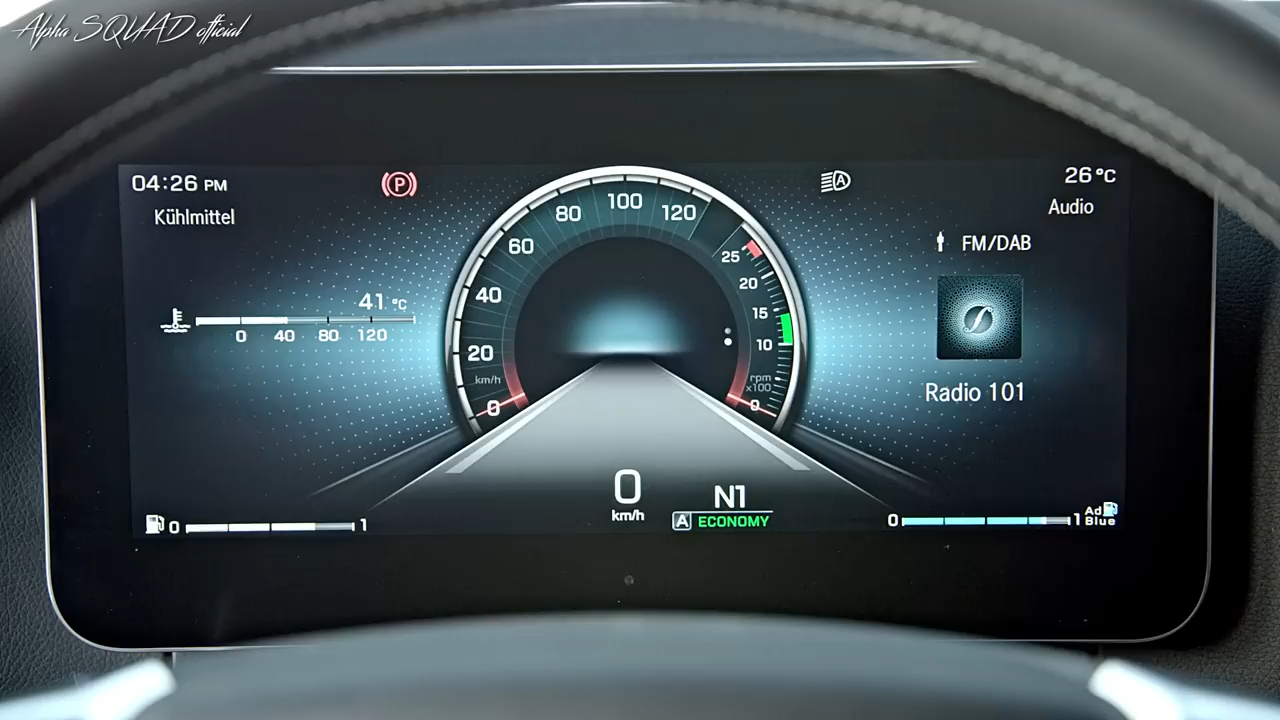 Alpha SQUAD official
04:26 PM
26 °C
Kühlmittel
Audio
41 °C
0 40 80 120
FM/DAB
Radio 101
0 20 40 60 80 100 120
km/h
25
20
15
10
rpm
x100
0
0
km/h
N1
A ECONOMY
0 1
0 1
Ad
Blue